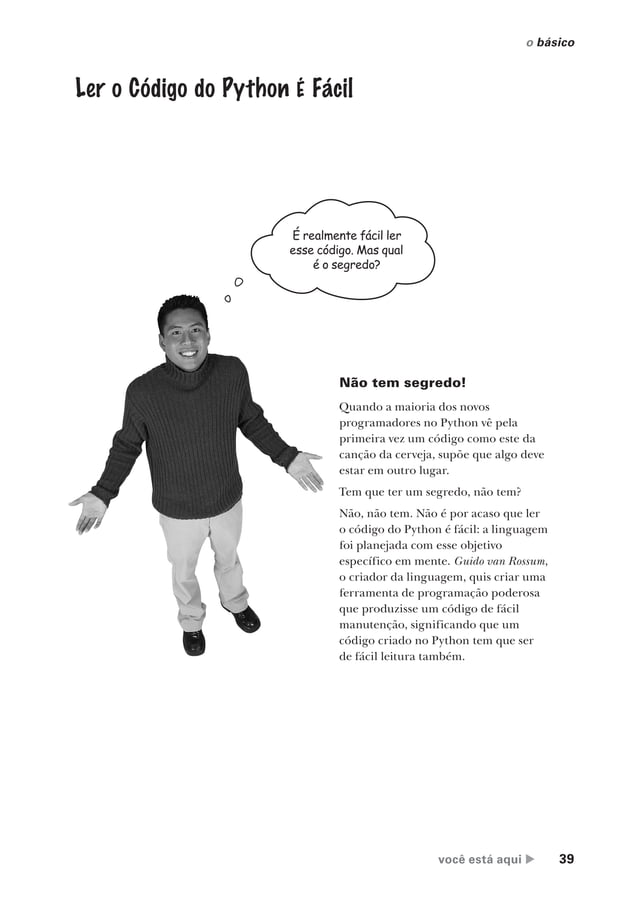 o básico
Ler o Código do Python É Fácil
É realmente fácil ler
esse código. Mas qual
é o segredo?
Não tem segredo!
Quando a maioria dos novos
programadores no Python vê pela
primeira vez um código como este da
canção da cerveja, supõe que algo deve
estar em outro lugar.
Tem que ter um segredo, não tem?
Não, não tem. Não é por acaso que ler
o código do Python é fácil: a linguagem
foi planejada com esse objetivo
específico em mente. Guido van Rossum,
o criador da linguagem, quis criar uma
ferramenta de programação poderosa
que produzisse um código de fácil
manutenção, significando que um
código criado no Python tem que ser
de fácil leitura também.
você está aqui ▶ 39